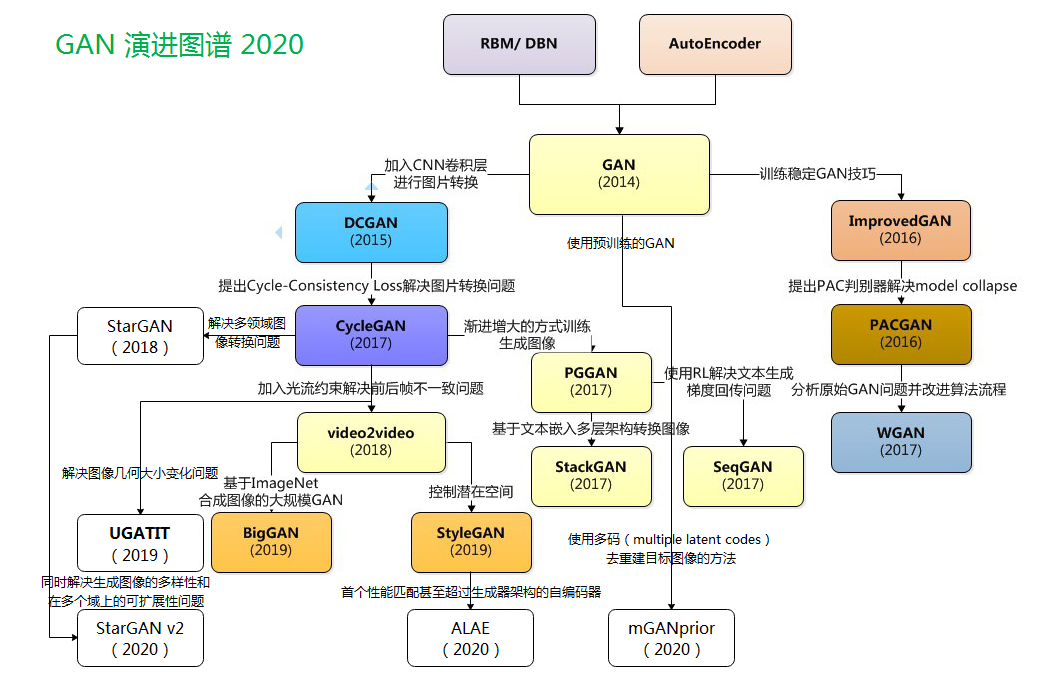 GAN 演进图谱 2020
RBM/ DBN
AutoEncoder
GAN
(2014)
加入CNN卷积层
进行图片转换
训练稳定GAN技巧
DCGAN
(2015)
使用预训练的GAN
ImprovedGAN
(2016)
提出Cycle-Consistency Loss解决图片转换问题
提出PAC判别器解决model collapse
StarGAN
（2018）
解决多领域图
像转换问题
CycleGAN
(2017)
渐进增大的方式训练
生成图像
PACGAN
(2016)
PGGAN
(2017)
使用RL解决文本生成
梯度回传问题
加入光流约束解决前后帧不一致问题
分析原始GAN问题并改进算法流程
video2video
(2018)
基于文本嵌入多层架构转换图像
WGAN
(2017)
StackGAN
(2017)
SeqGAN
(2017)
解决图像几何大小变化问题
基于ImageNet
合成图像的大规模GAN
控制潜在空间
UGATIT
（2019）
BigGAN
(2019)
StyleGAN
(2019)
使用多码（multiple latent codes）
去重建目标图像的方法
同时解决生成图像的多样性和
在多个域上的可扩展性问题
首个性能匹配甚至超过生成器架构的自编码器
StarGAN v2
（2020）
ALAE
（2020）
mGANprior
（2020）